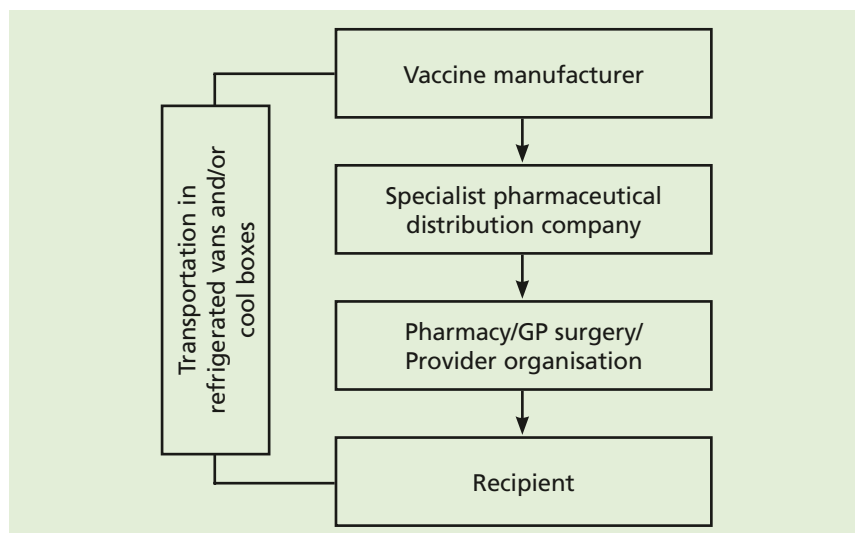 Vaccine manufacturer
Specialist pharmaceutical
distribution company
Pharmacy/GP surgery/
Provider organisation
Recipient
Transportation in
refrigerated vans and/or
cool boxes